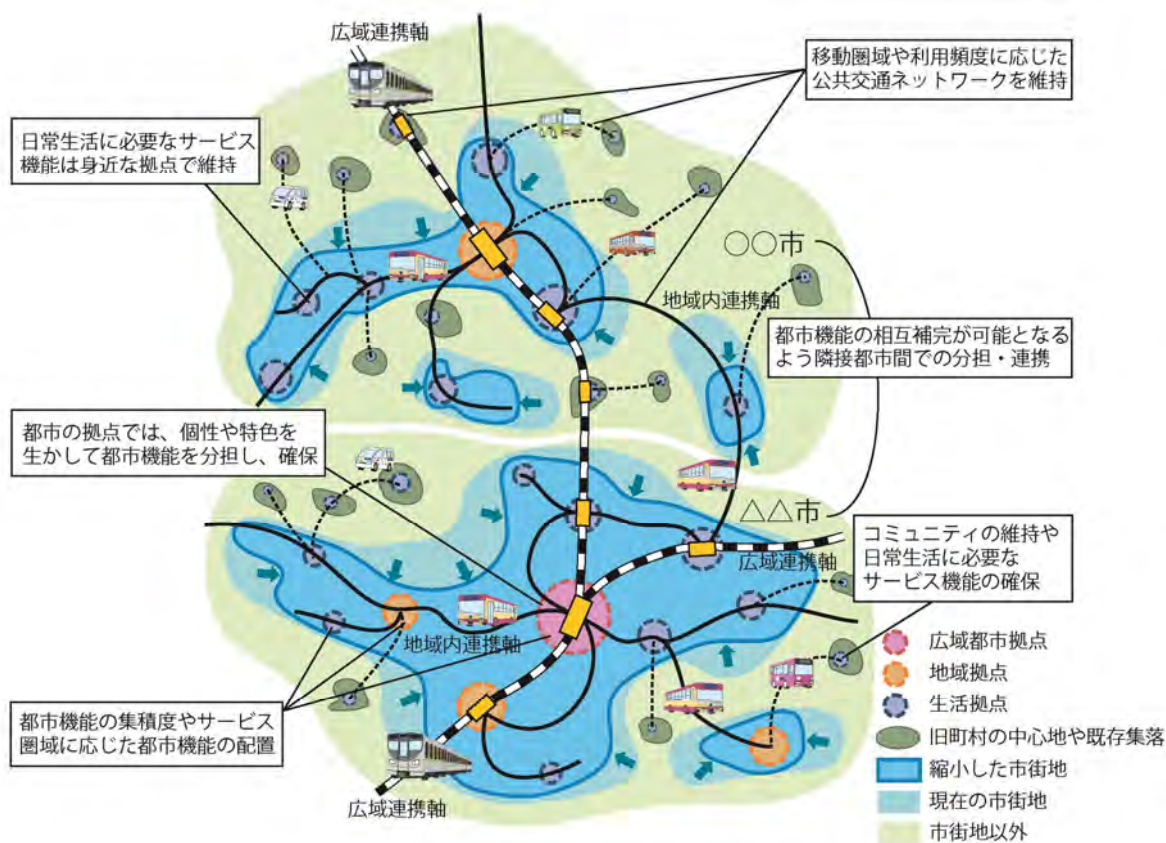 広域連携軸
移動圏域や利用頻度に応じた
公共交通ネットワークを維持
日常生活に必要なサービス
機能は身近な拠点で維持
○○市
地域内連携軸
都市機能の相互補完が可能となる
よう隣接都市間での分担・連携
都市の拠点では、個性や特色を
生かして都市機能を分担し、確保
△△市
広域連携軸
コミュニティの維持や
日常生活に必要な
サービス機能の確保
地域内連携軸
都市機能の集積度やサービス
圏域に応じた都市機能の配置
広域連携軸
広域都市拠点
地域拠点
生活拠点
旧町村の中心地や既存集落
縮小した市街地
現在の市街地
市街地以外